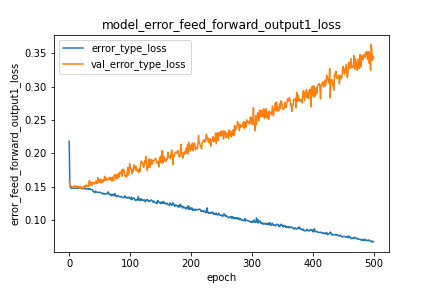 model_error_feed_forward_output1_loss
error_type_loss
val_error_type_loss
error_feed_forward_output1_loss
0.35
0.30
0.25
0.20
0.15
0.10
0
100
200
300
400
500
epoch